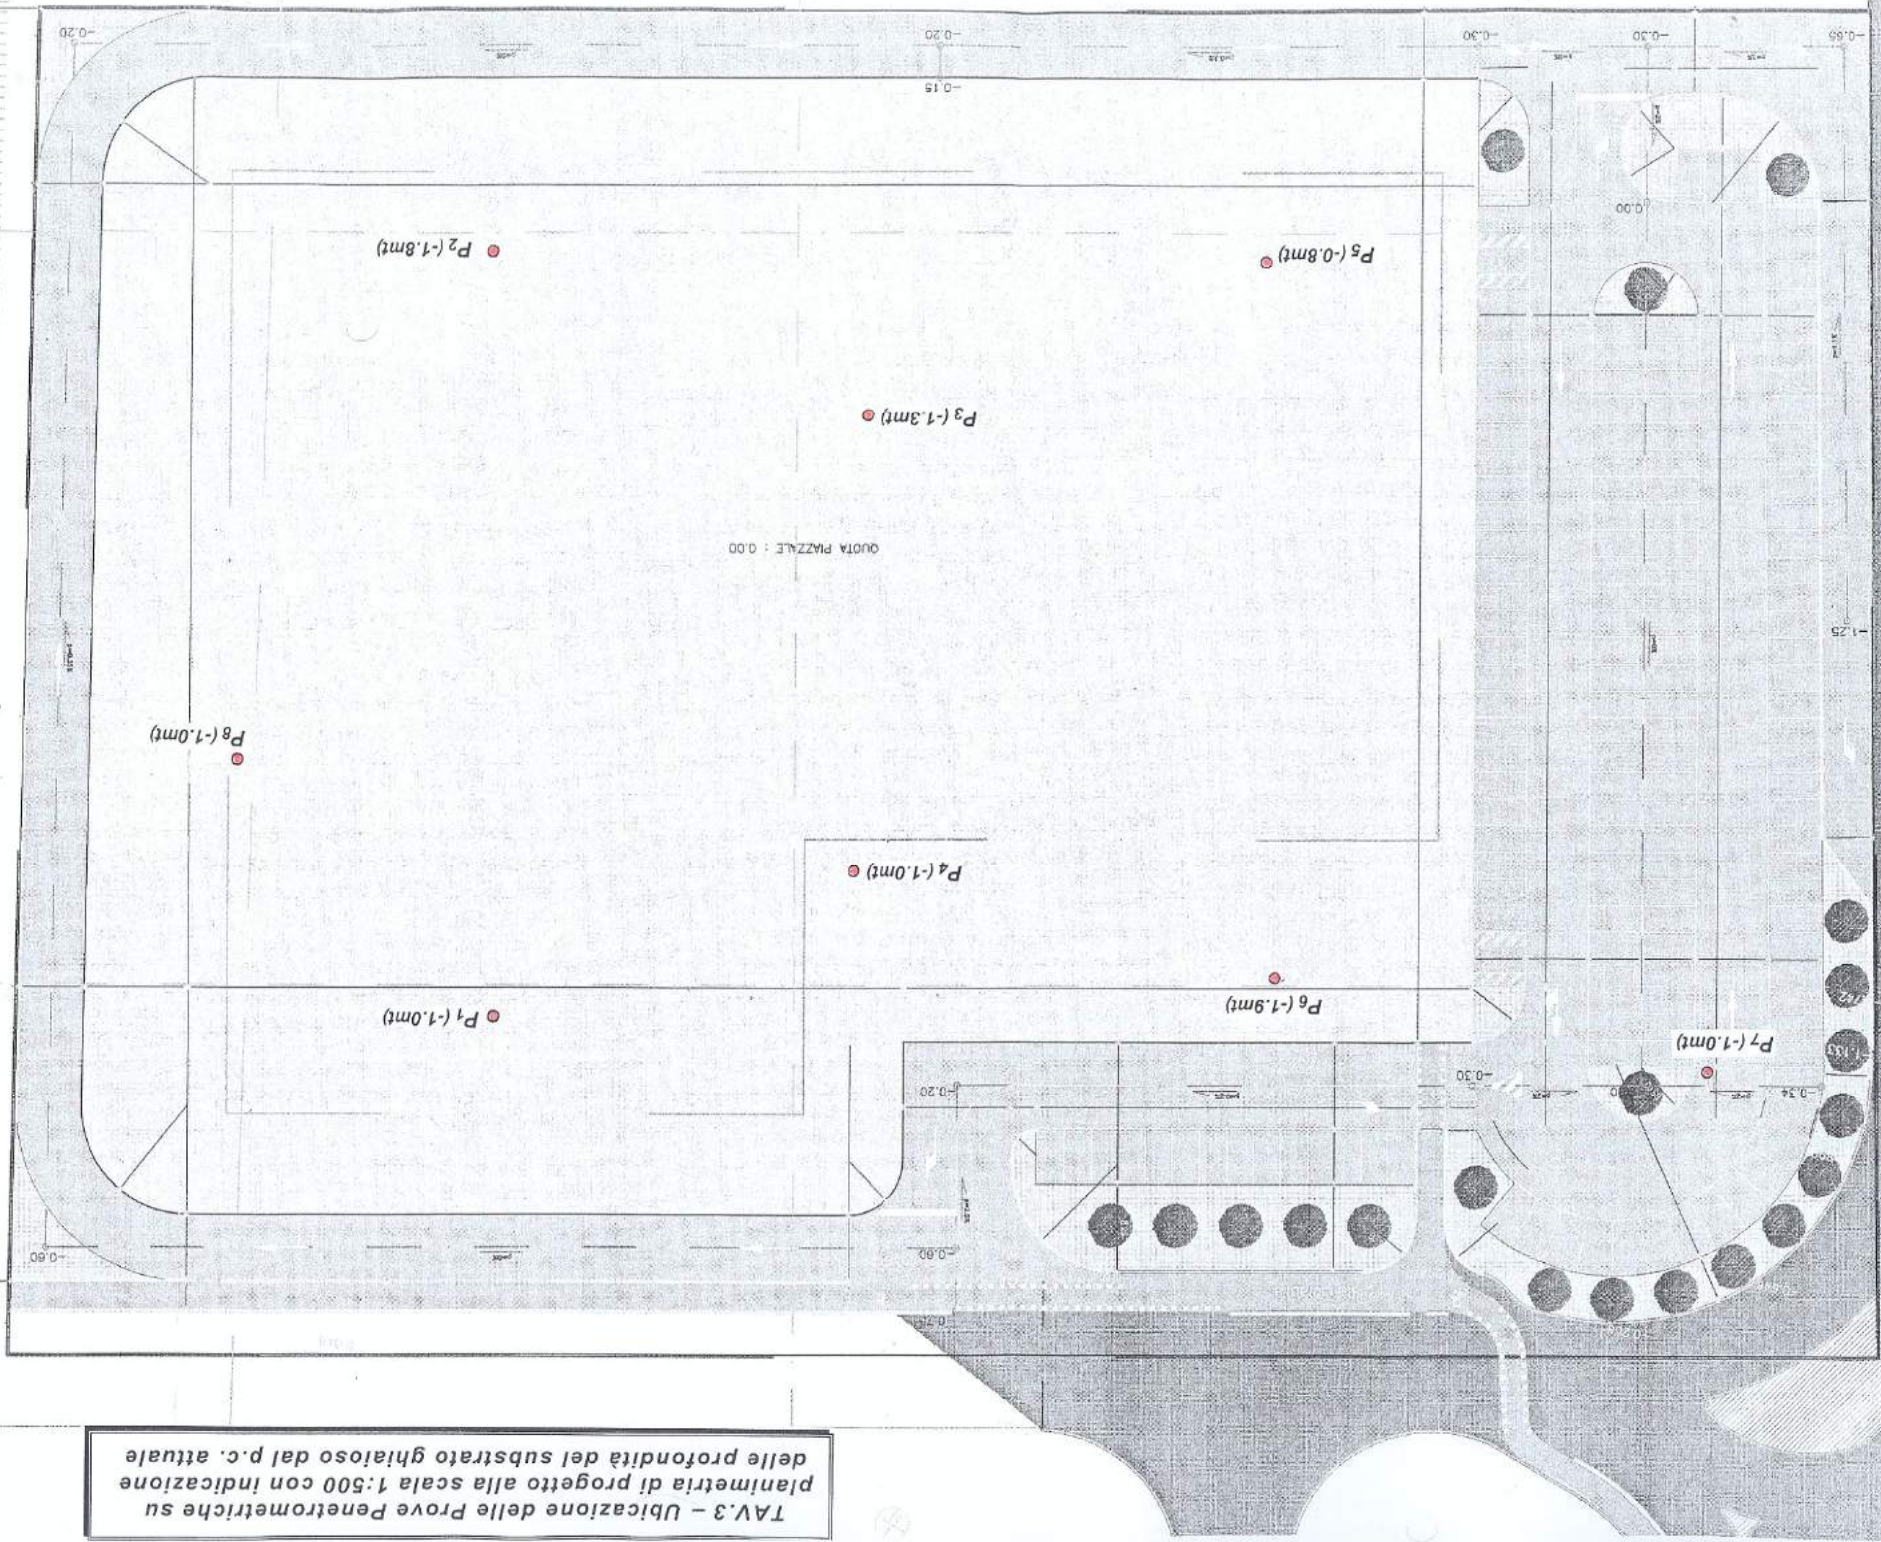 TAV.3 – Ubicazione delle Prove Penetrometriche su
planimetria di progetto alla scala 1:500 con indicazione
delle profondità del substrato ghiaioso dal p.c. attuale
-0.60
-0.60
-0.34
-0.30
-0.20
P7 (-1.0mt)
P6 (-1.9mt)
P1 (-1.0mt)
P4 (-1.0mt)
P8 (-1.0mt)
-1.25
QUOTA PIAZZALE : 0.00
P3 (-1.3mt)
P5 (-0.8mt)
P2 (-1.8mt)
0.00
-0.15
-0.65
-0.30
-0.30
-0.20
-0.20